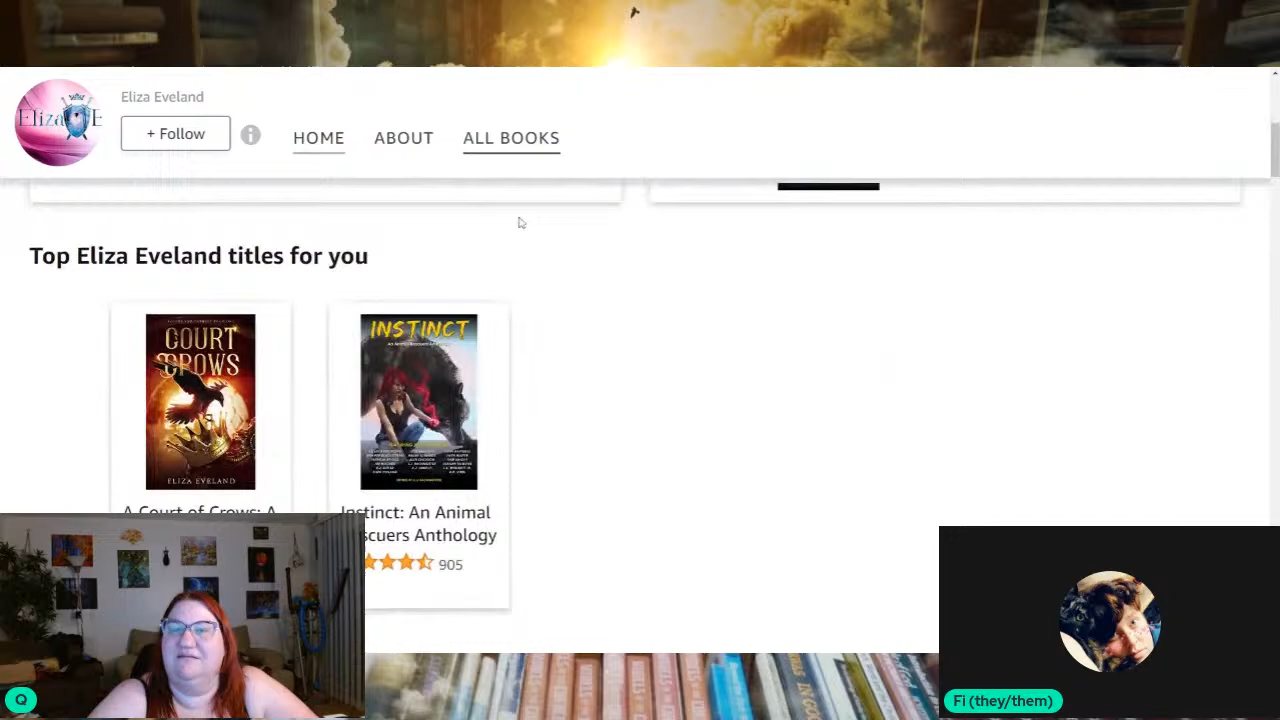 Eliza Eveland
+ Follow
HOME
ABOUT
ALL BOOKS
Top Eliza Eveland titles for you
COURT
CROWS
ELIZA EVELAND
INSTINCT
A Court of Crows: A
Instinct: An Animal
scuers Anthology
905
Q
Fi (they/them)